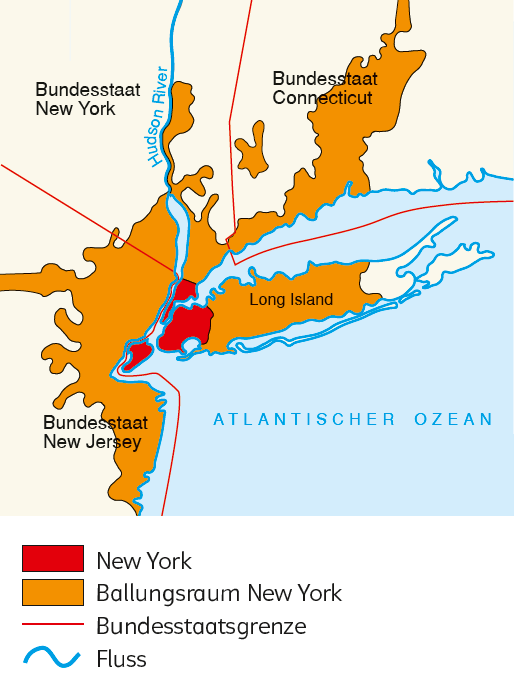 Bundesstaat
New York
Hudson River
Bundesstaat
Connecticut
Long Island
Bundesstaat
New Jersey
ATLANTISCHER OZEAN
New York
Ballungsraum New York
Bundesstaatsgrenze
Fluss